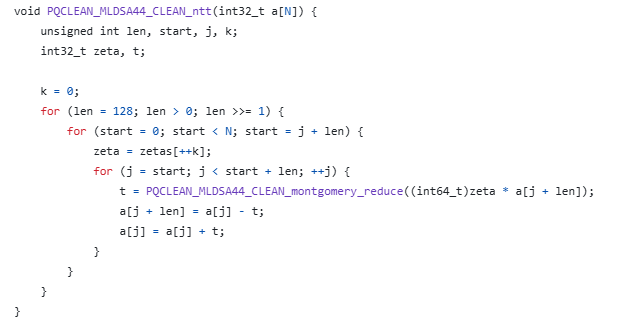 void PQCLEAN_MLDSA44_CLEAN_ntt(int32_t a[N]) {
    unsigned int len, start, j, k;
    int32_t zeta, t;

    k = 0;
    for (len = 128; len > 0; len >>= 1) {
        for (start = 0; start < N; start = j + len) {
            zeta = zetas[++k];
            for (j = start; j < start + len; ++j) {
                t = PQCLEAN_MLDSA44_CLEAN_montgomery_reduce((int64_t)zeta * a[j + len]);
                a[j + len] = a[j] - t;
                a[j] = a[j] + t;
            }
        }
    }
}